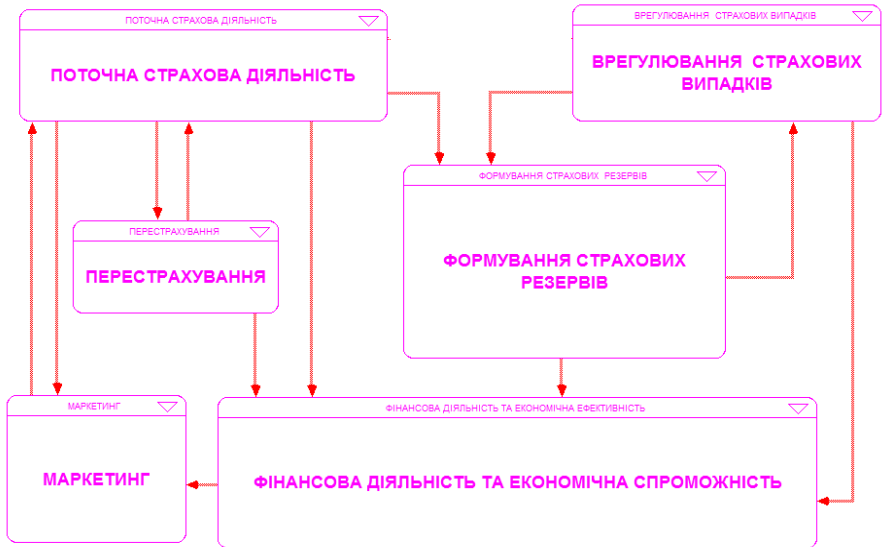 ПОТОЧНА СТРАХОВА ДІЯЛЬНІСТЬ
ПОТОЧНА СТРАХОВА ДІЯЛЬНІСТЬ
ВРЕГУЛЮВАННЯ СТРАХОВИХ ВИПАДКІВ
ВРЕГУЛЮВАННЯ СТРАХОВИХ
ВИПАДКІВ
ФОРМУВАННЯ СТРАХОВИХ РЕЗЕРВІВ
ФОРМУВАННЯ СТРАХОВИХ
РЕЗЕРВІВ
ПЕРЕСТРАХУВАННЯ
ПЕРЕСТРАХУВАННЯ
МАРКЕТИНГ
МАРКЕТИНГ
ФІНАНСОВА ДІЯЛЬНІСТЬ ТА ЕКОНОМІЧНА ЕФЕКТИВНІСТЬ
ФІНАНСОВА ДІЯЛЬНІСТЬ ТА ЕКОНОМІЧНА СПРОМОЖНІСТЬ